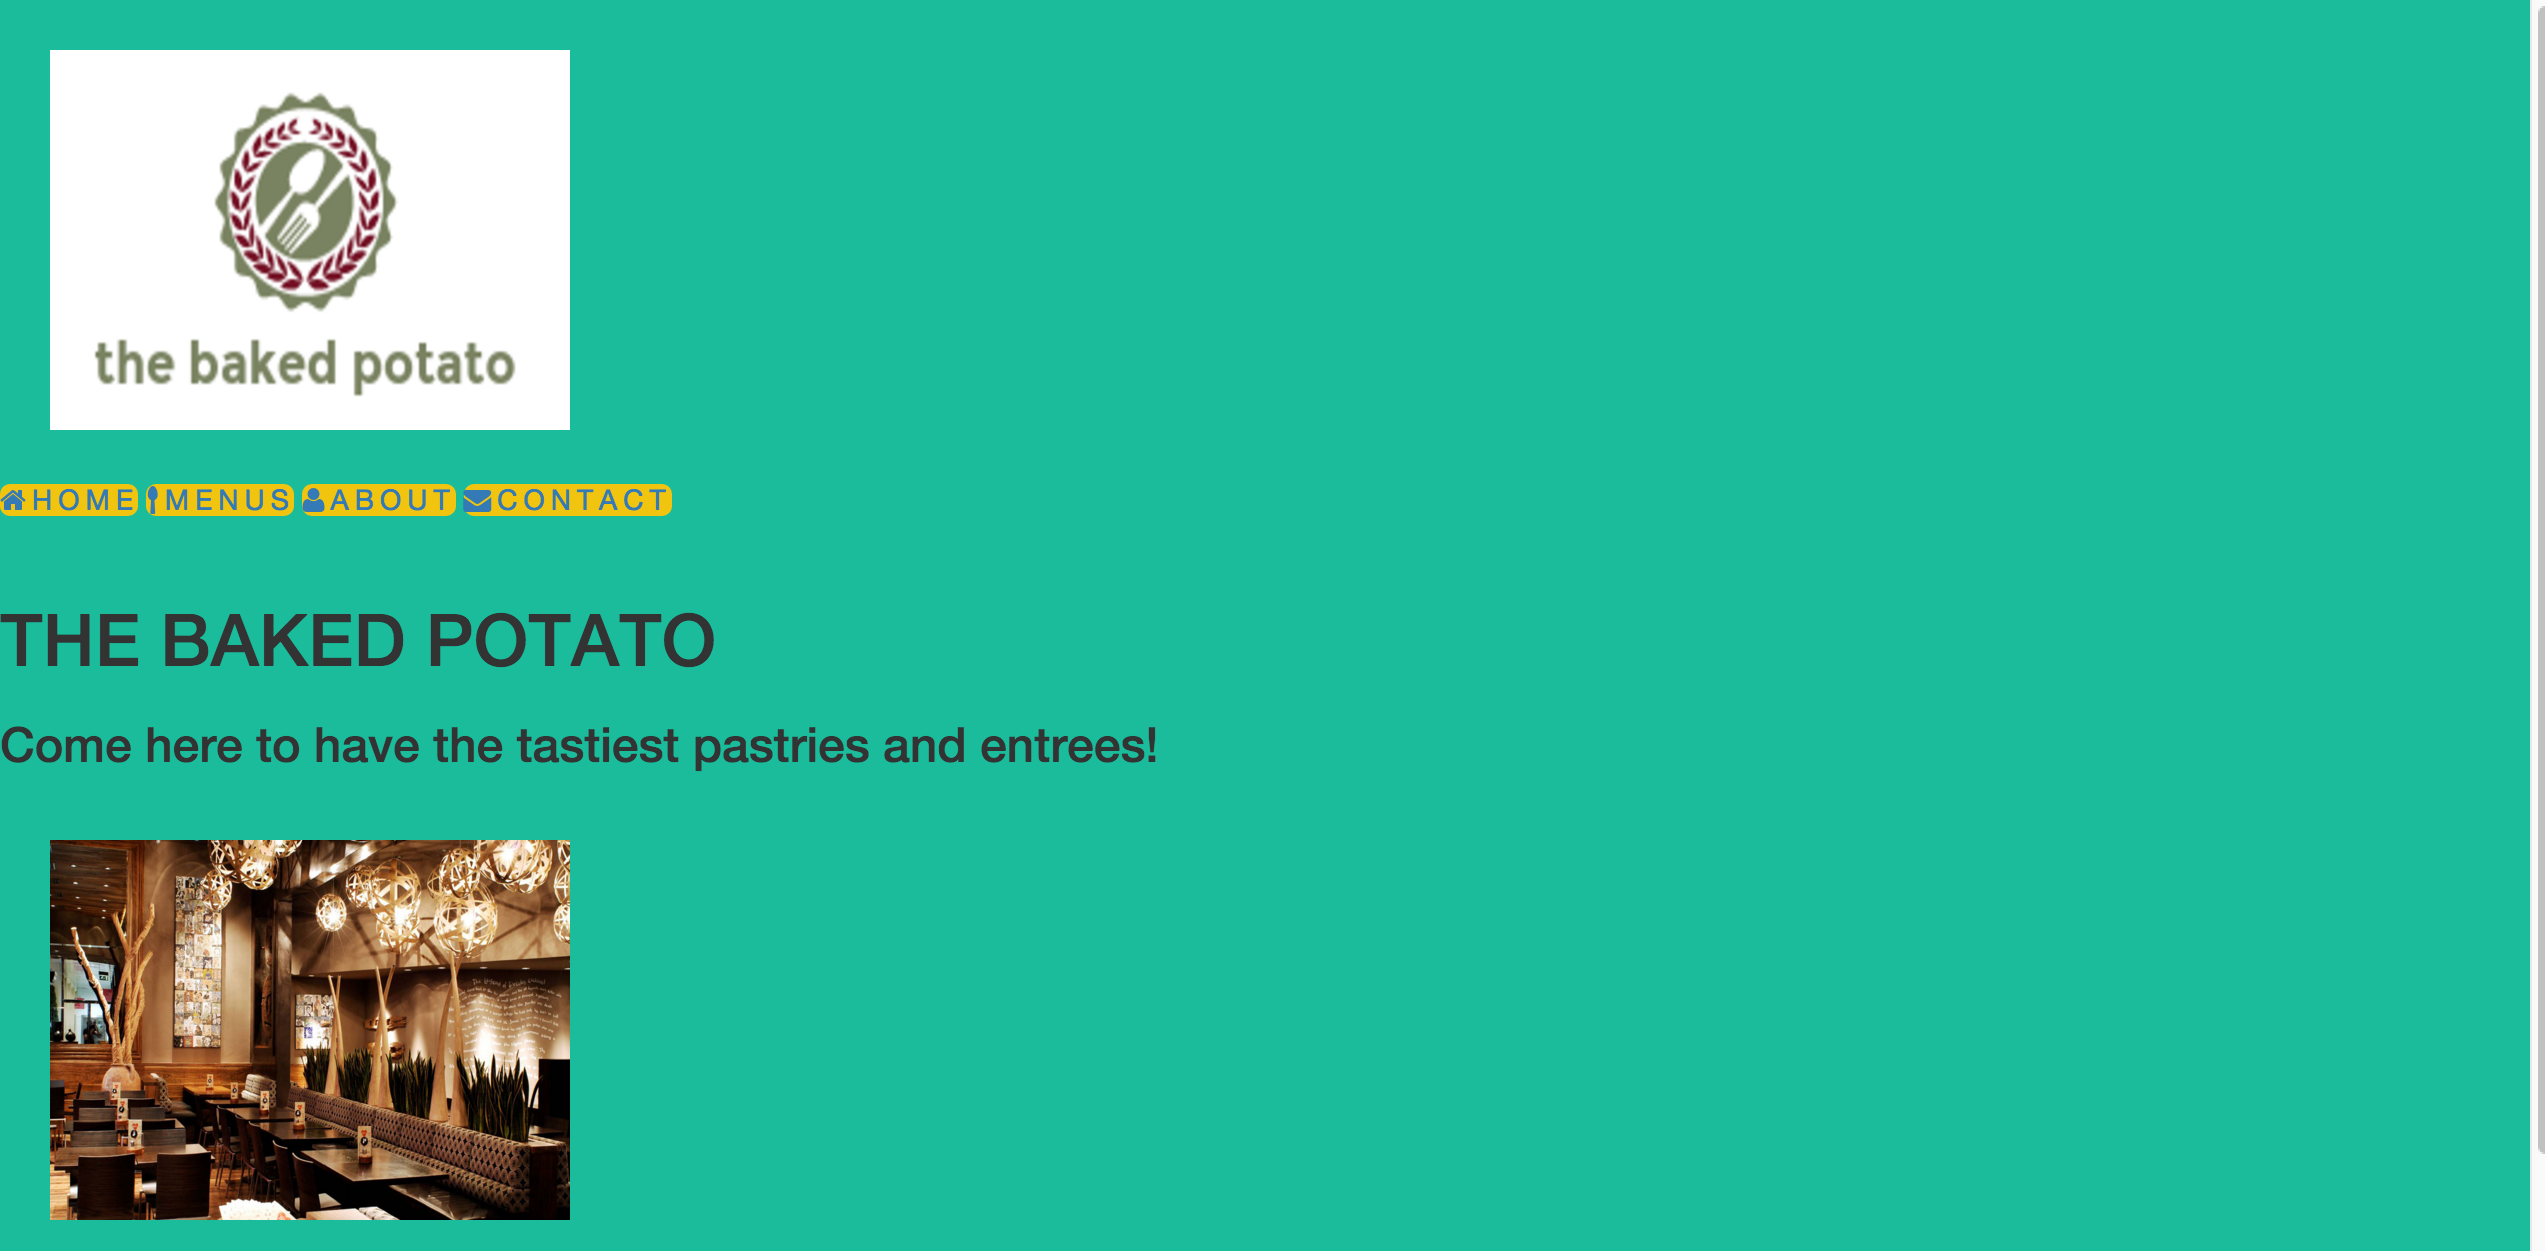 the baked potato
HOME MENUS ABOUT CONTACT
THE BAKED POTATO
Come here to have the tastiest pastries and entrees!